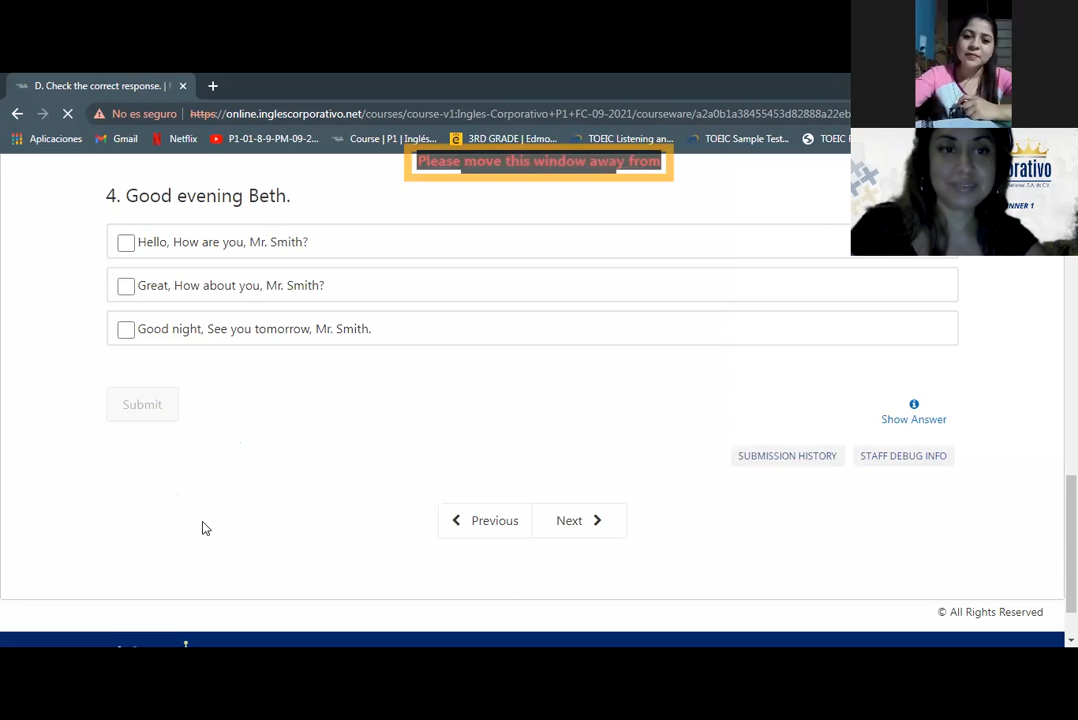 D. Check the correct response. |
No es seguro
https://online.inglescorporativo.net/courses/course-v1:Ingles-Corporativo+P1+FC-09-2021/courseware/a2a0b1a38455453d82888a22eb
Aplicaciones
Gmail
Netflix
P1-01-8-9-PM-09-2...
Course | P1 | Inglés...
3RD GRADE | Edmo...
TOEIC Listening an...
TOEIC Sample Test...
TOEIC
Please move this window away from
4. Good evening Beth.
Hello, How are you, Mr. Smith?
Great, How about you, Mr. Smith?
Good night, See you tomorrow, Mr. Smith.
Submit
Show Answer
SUBMISSION HISTORY
STAFF DEBUG INFO
Previous
Next
© All Rights Reserved
orativo
NNER 1